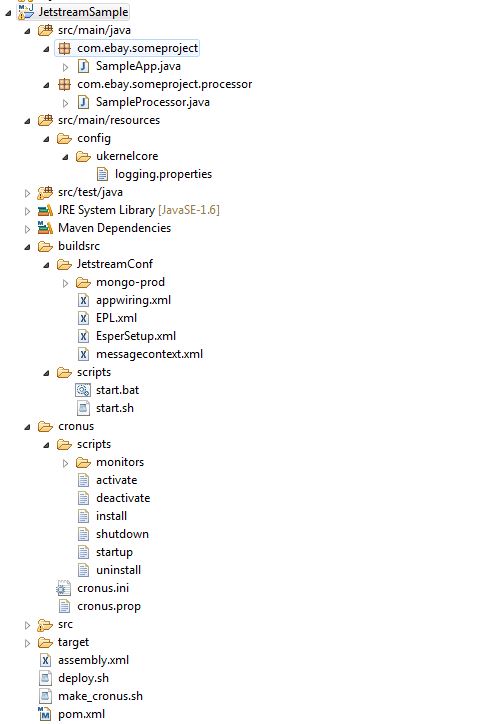 JetstreamSample
src/main/java
com.ebay.someproject
SampleApp.java
com.ebay.someproject.processor
SampleProcessor.java
src/main/resources
config
ukernelcore
logging.properties
src/test/java
JRE System Library [JavaSE-1.6]
Maven Dependencies
buildsrc
JetstreamConf
mongo-prod
appwiring.xml
EPL.xml
EsperSetup.xml
messagecontext.xml
scripts
start.bat
start.sh
cronus
scripts
monitors
activate
deactivate
install
shutdown
startup
uninstall
cronus.ini
cronus.prop
src
target
assembly.xml
deploy.sh
make_cronus.sh
pom.xml